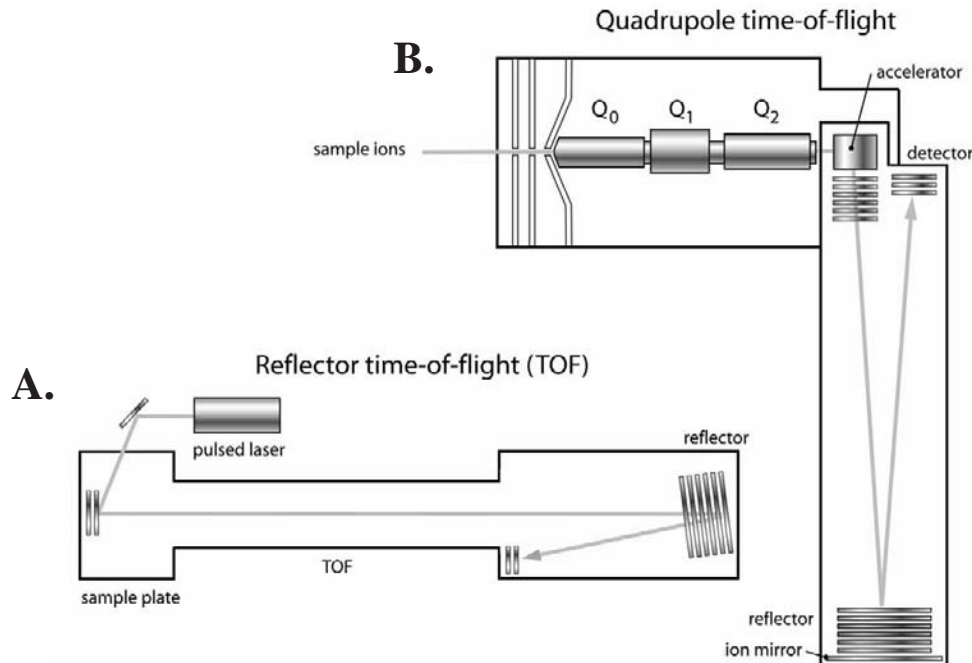 Quadrupole time-of-flight
B.
accelerator
Q0
Q1
Q2
sample ions
detector
Reflector time-of-flight (TOF)
A.
pulsed laser
reflector
TOF
sample plate
reflector
ion mirror